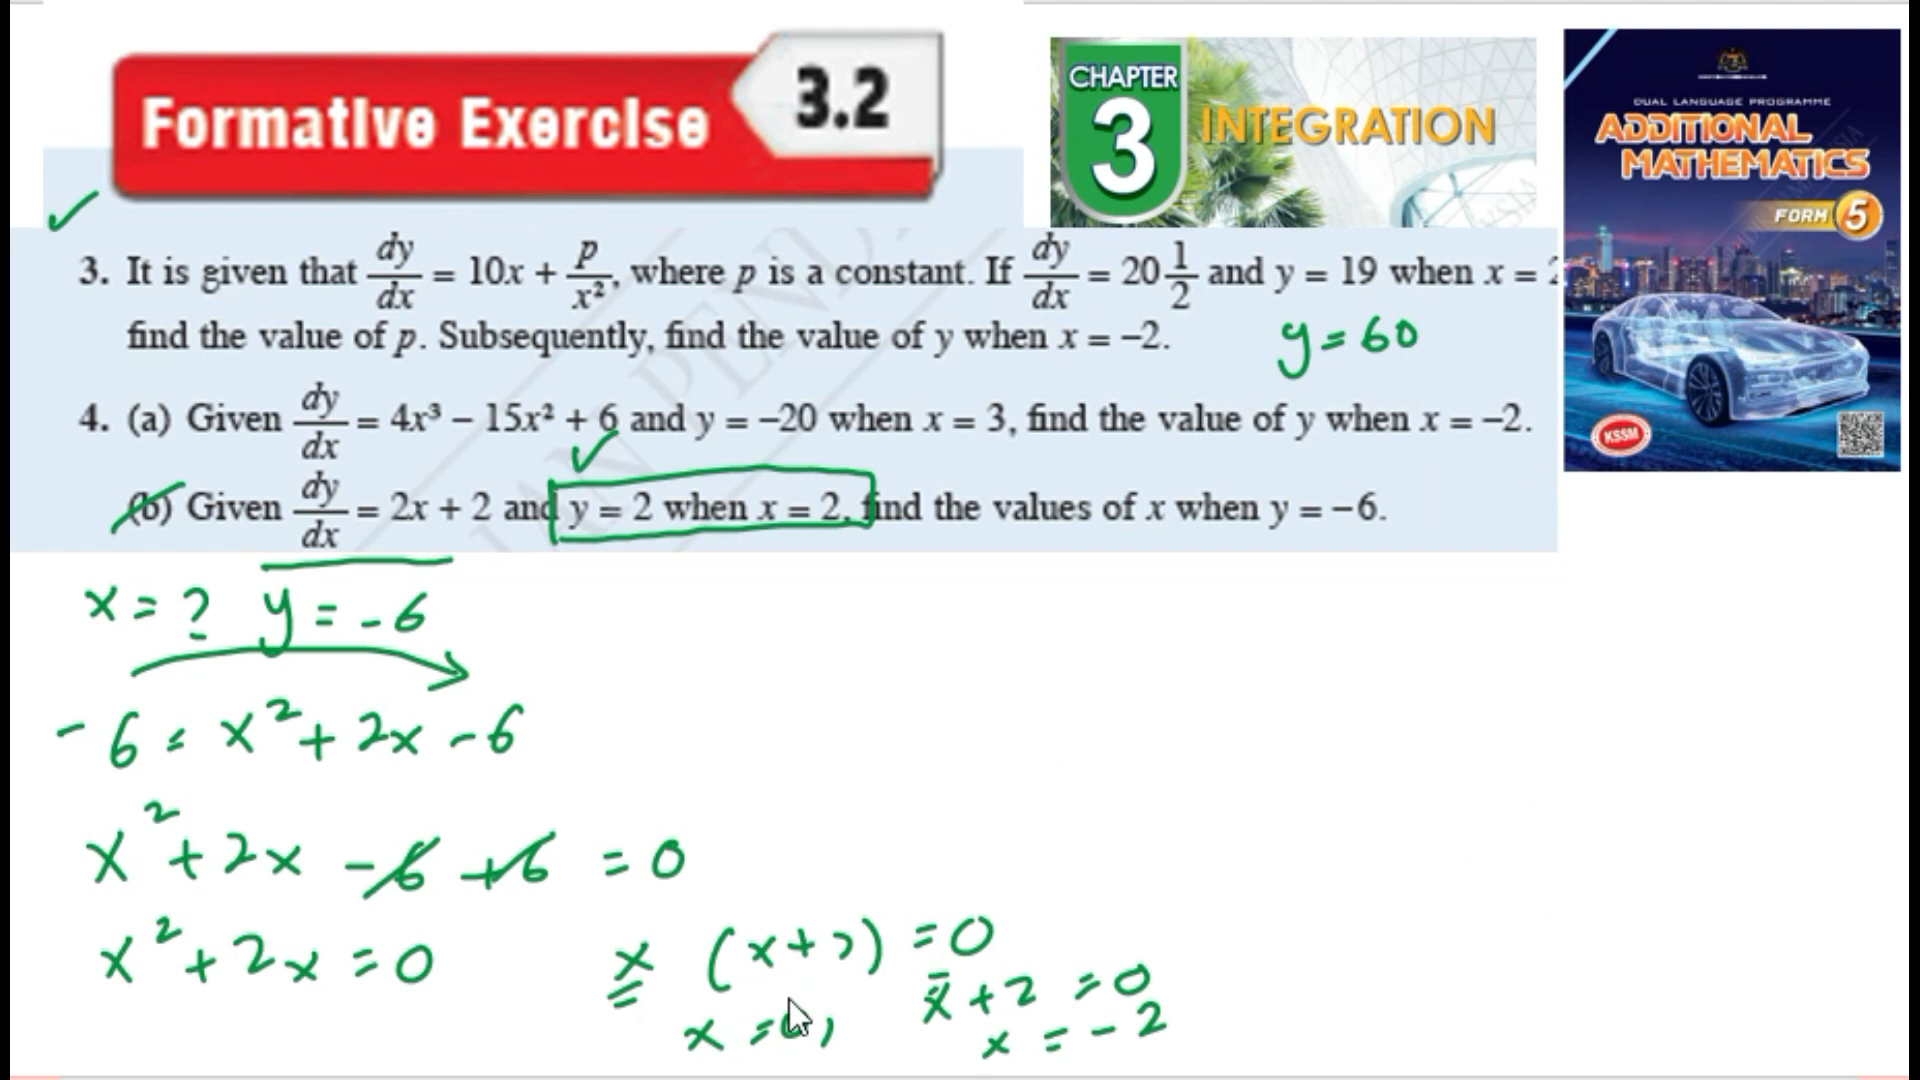 Formative Exercise 3.2
CHAPTER
3
INTEGRATION
DUAL LANGUAGE PROGRAMME
ADDITIONAL
MATHEMATICS
FORM 5
KSSM
3. It is given that dy/dx = 10x + p/x², where p is a constant. If dy/dx = 20 1/2 and y = 19 when x = 2
find the value of p. Subsequently, find the value of y when x = −2.
y = 60
4. (a) Given dy/dx = 4x³ − 15x² + 6 and y = −20 when x = 3, find the value of y when x = −2.
(b) Given dy/dx = 2x + 2 and y = 2 when x = 2, find the values of x when y = −6.
x = ? y = -6
-6 = x² + 2x - 6
x² + 2x - 6 + 6 = 0
x² + 2x = 0
x (x+2) = 0
x + 2 = 0
x = 0,
x = -2